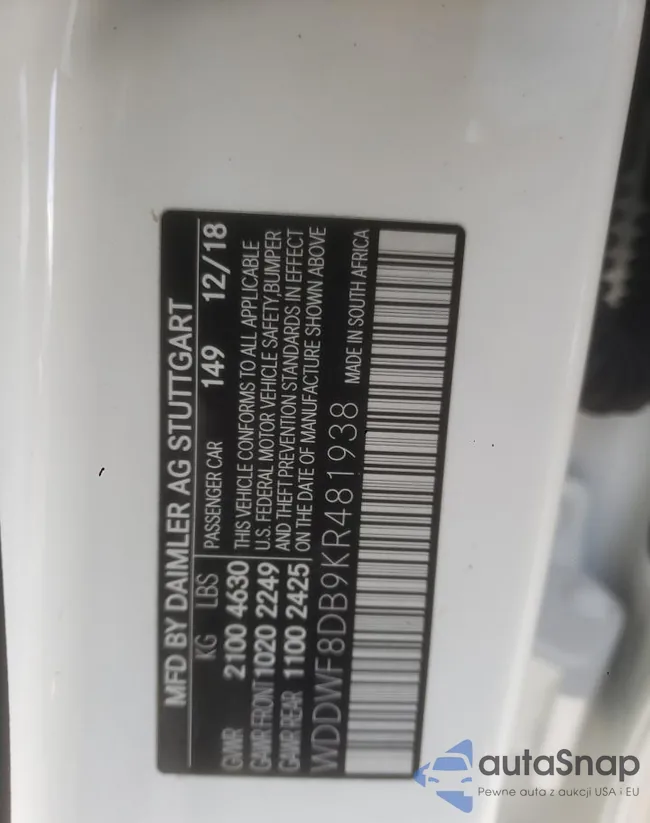 MFD BY DAIMLER AG STUTTGART
KG LBS PASSENGER CAR 149 12/18
GVWR 2100 4630 THIS VEHICLE CONFORMS TO ALL APPLICABLE
GAWR FRONT 1020 2249 U.S. FEDERAL MOTOR VEHICLE SAFETY BUMPER
GAWR REAR 1100 2425 AND THEFT PREVENTION STANDARDS IN EFFECT
ON THE DATE OF MANUFACTURE SHOWN ABOVE
WDDWF8DB9KR481938 MADE IN SOUTH AFRICA
autaSnap
Pewne auta z aukcji USA i EU